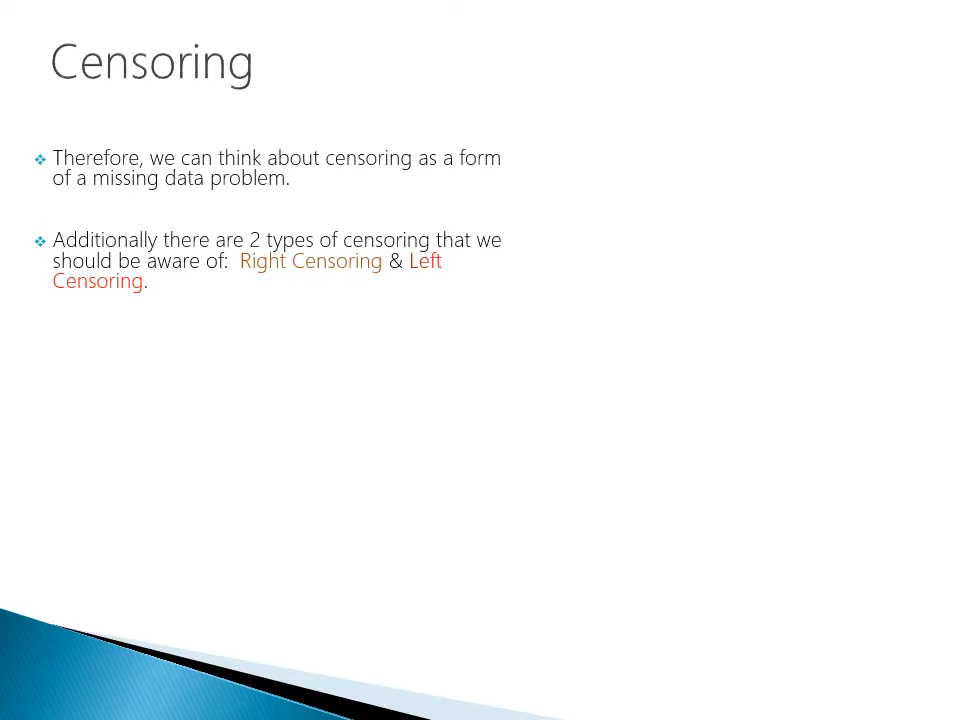 Censoring
Therefore, we can think about censoring as a form
of a missing data problem.
Additionally there are 2 types of censoring that we
should be aware of:  Right Censoring & Left
Censoring.